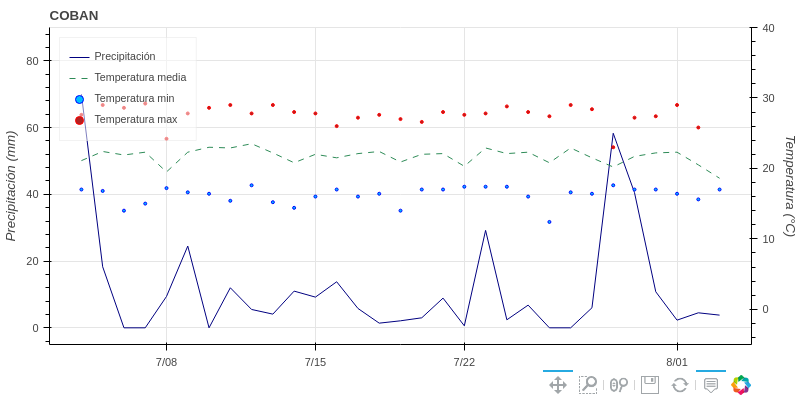 COBAN
Precipitación
Temperatura media
Temperatura min
Temperatura max
Precipitación (mm)
80
60
40
20
0
Temperatura (°C)
40
30
20
10
0
7/08
7/15
7/22
8/01